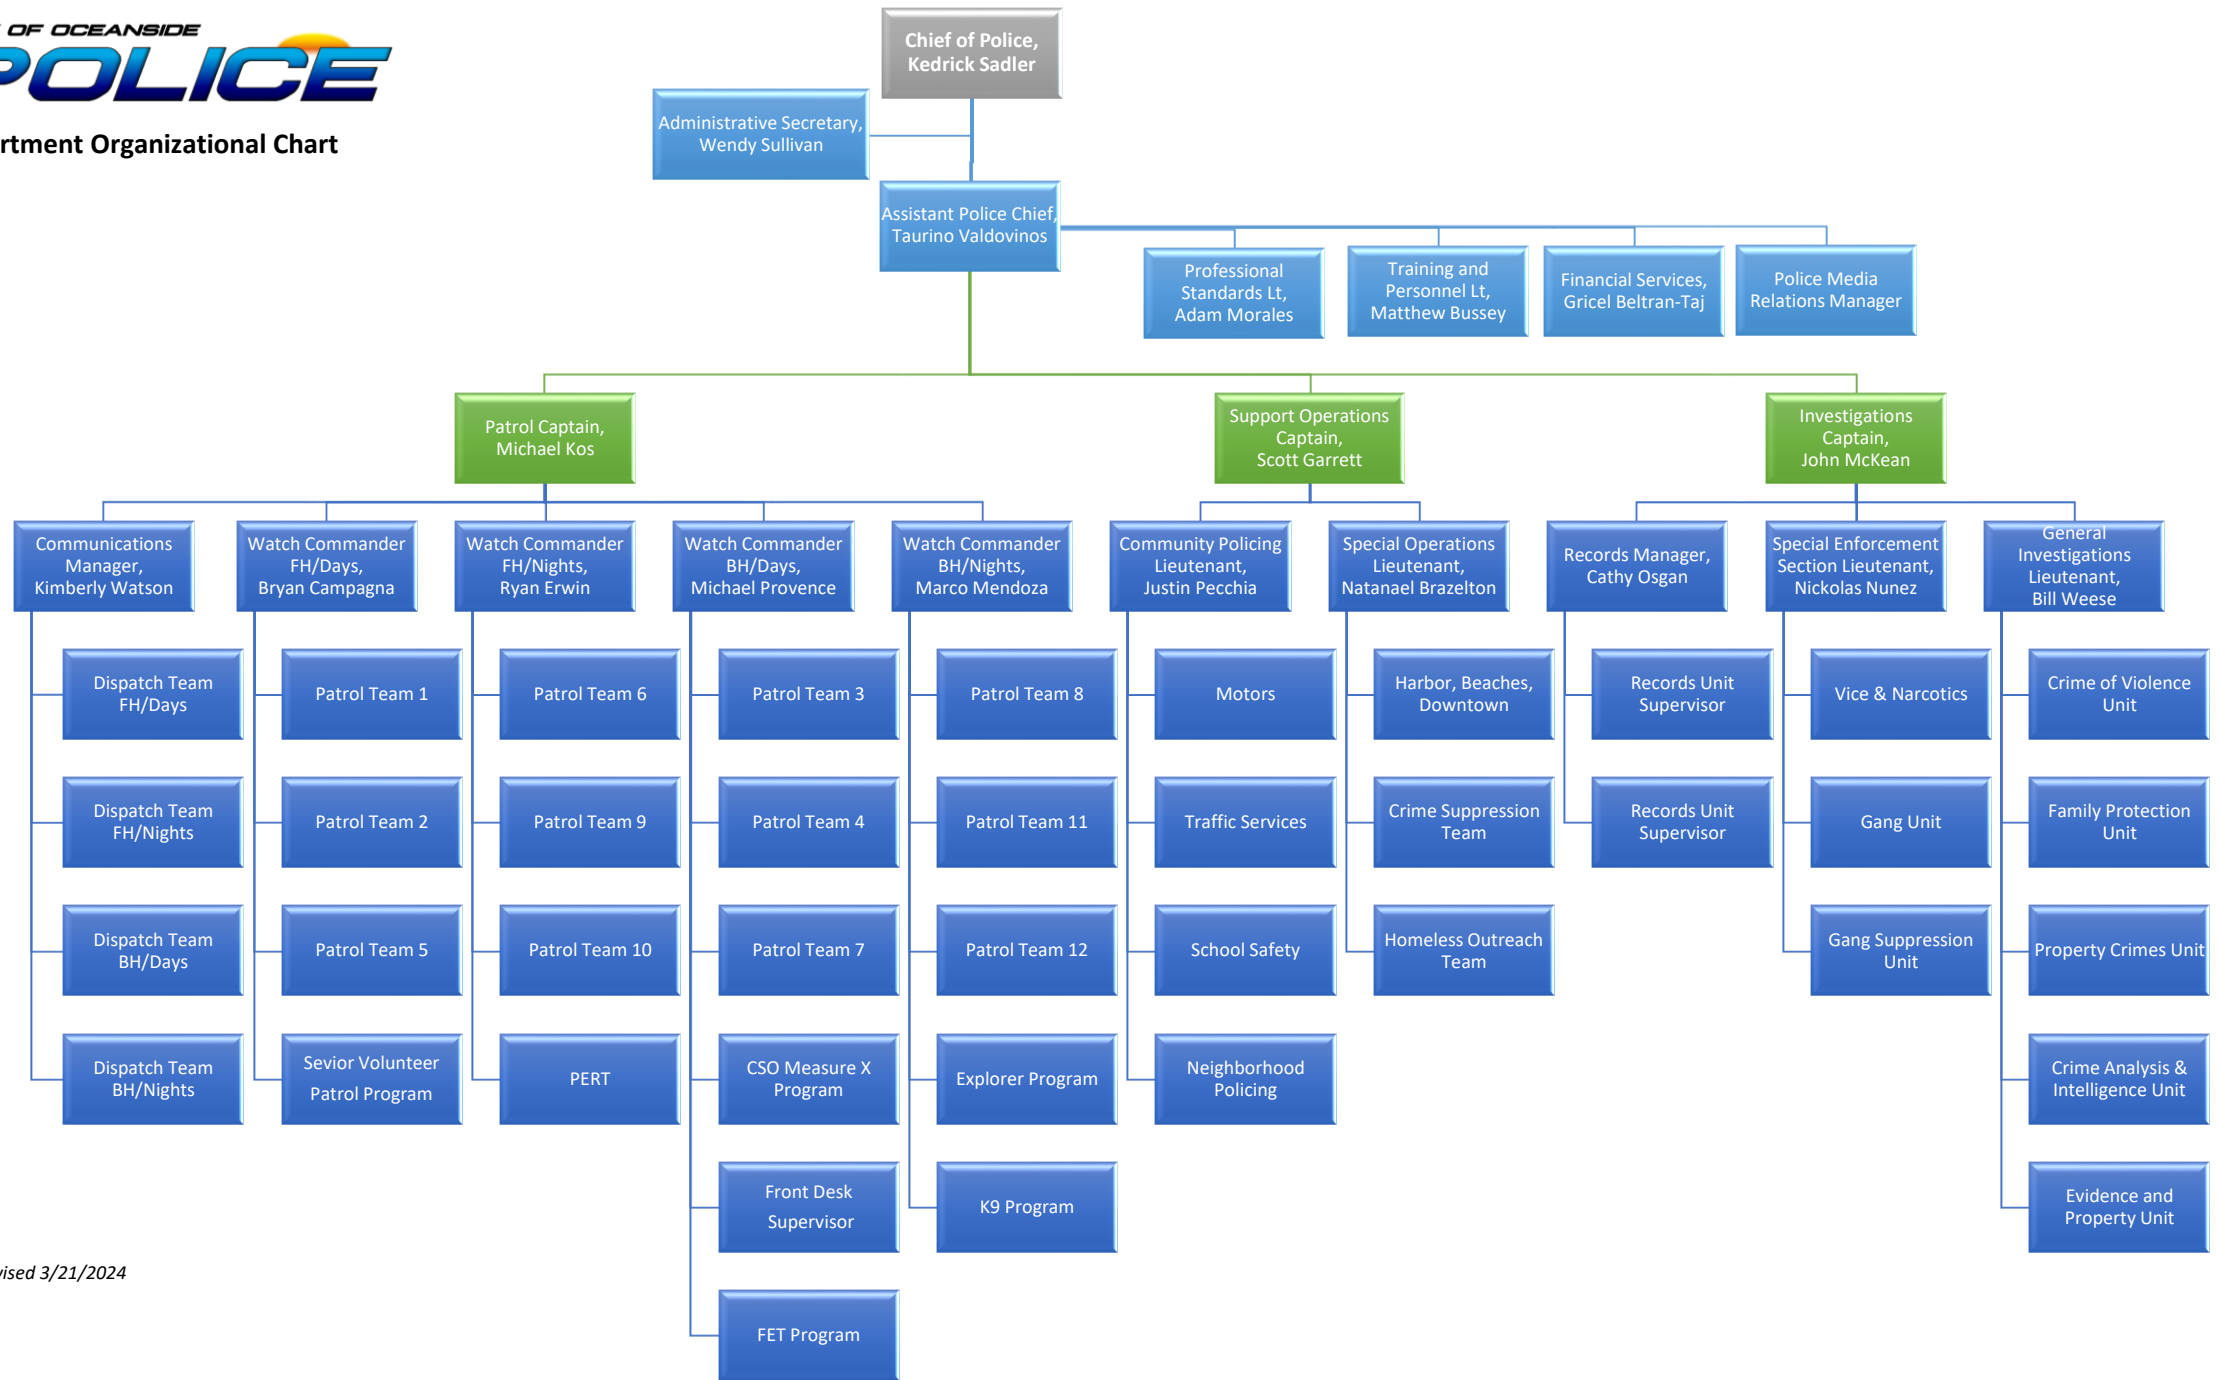 OF OCEANSIDE
POLICE
rtment Organizational Chart
Chief of Police,
Kedrick Sadler
Administrative Secretary,
Wendy Sullivan
Assistant Police Chief,
Taurino Valdovinos
Professional
Standards Lt,
Adam Morales
Training and
Personnel Lt,
Matthew Bussey
Financial Services,
Gricel Beltran-Taj
Police Media
Relations Manager
Patrol Captain,
Michael Kos
Support Operations
Captain,
Scott Garrett
Investigations
Captain,
John McKean
Communications
Manager,
Kimberly Watson
Watch Commander
FH/Days,
Bryan Campagna
Watch Commander
FH/Nights,
Ryan Erwin
Watch Commander
BH/Days,
Michael Provence
Watch Commander
BH/Nights,
Marco Mendoza
Community Policing
Lieutenant,
Justin Pecchia
Special Operations
Lieutenant,
Natanael Brazelton
Records Manager,
Cathy Osgan
Special Enforcement
Section Lieutenant,
Nickolas Nunez
General
Investigations
Lieutenant,
Bill Weese
Dispatch Team
FH/Days
Patrol Team 1
Patrol Team 6
Patrol Team 3
Patrol Team 8
Motors
Harbor, Beaches,
Downtown
Records Unit
Supervisor
Vice & Narcotics
Crime of Violence
Unit
Dispatch Team
FH/Nights
Patrol Team 2
Patrol Team 9
Patrol Team 4
Patrol Team 11
Traffic Services
Crime Suppression
Team
Records Unit
Supervisor
Gang Unit
Family Protection
Unit
Dispatch Team
BH/Days
Patrol Team 5
Patrol Team 10
Patrol Team 7
Patrol Team 12
School Safety
Homeless Outreach
Team
Gang Suppression
Unit
Property Crimes Unit
Dispatch Team
BH/Nights
Sevior Volunteer
Patrol Program
PERT
CSO Measure X
Program
Explorer Program
Neighborhood
Policing
Crime Analysis &
Intelligence Unit
Front Desk
Supervisor
K9 Program
Evidence and
Property Unit
vised 3/21/2024
FET Program